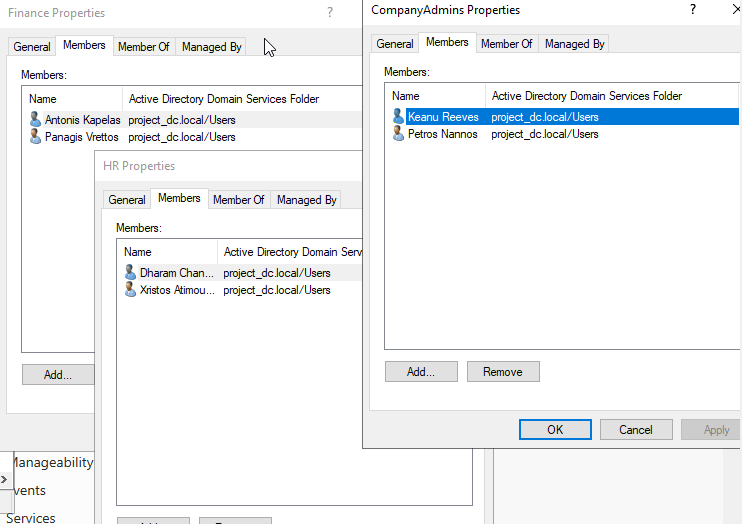 Finance Properties
?
General Members Member Of Managed By
Members:
Name Active Directory Domain Services Folder
Antonis Kapelas project_dc.local/Users
Panagis Vrettos project_dc.local/Users
Add...
HR Properties
General Members Member Of Managed By
Members:
Name Active Directory Domain Serv
Dharam Chan... project_dc.local/Users
Xristos Atimou... project_dc.local/Users
CompanyAdmins Properties
?
General Members Member Of Managed By
Members:
Name Active Directory Domain Services Folder
Keanu Reeves project_dc.local/Users
Petros Nannos project_dc.local/Users
Add... Remove
OK Cancel Apply
Manageability
vents
Services